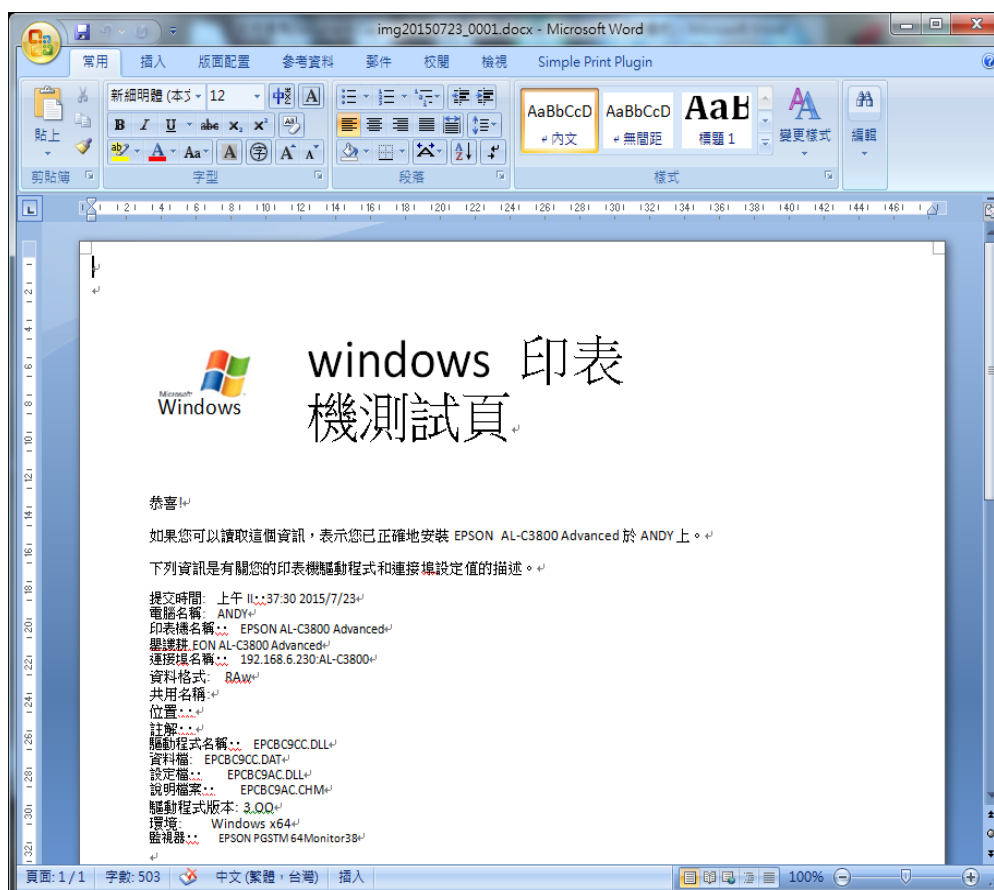 img20150723_0001.docx - Microsoft Word
常用 插入 版面配置 參考資料 郵件 校閱 檢視 Simple Print Plugin
貼上
新細明體 (本文 12
AaBbCcD AaBbCcD AaB
內文 無間距 標題 1
變更樣式 編輯
剪貼簿 字型 段落 樣式
Microsoft
Windows
windows 印表
機測試頁
恭喜!
如果您可以讀取這個資訊，表示您已正確地安裝 EPSON AL-C3800 Advanced 於 ANDY 上。
下列資訊是有關您的印表機驅動程式和連接埠設定值的描述。
提交時間: 上午 II:‥37:30 2015/7/23
電腦名稱: ANDY
印表機名稱‥: EPSON AL-C3800 Advanced
EON AL-C3800 Advanced
連接埠名稱‥: 192.168.6.230:AL-C3800
資料格式: RAw
共用名稱:
位置‥:
註解‥:
驅動程式名稱‥: EPCBC9CC.DLL
資料檔: EPCBC9CC.DAT
設定檔‥: EPCBC9AC.DLL
說明檔案‥: EPCBC9AC.CHM
驅動程式版本: 3.OO
環境: Windows x64
監視器‥: EPSON PGSTM 64Monitor38
頁面: 1 / 1 字數: 503 中文 (繁體，台灣) 插入 100%